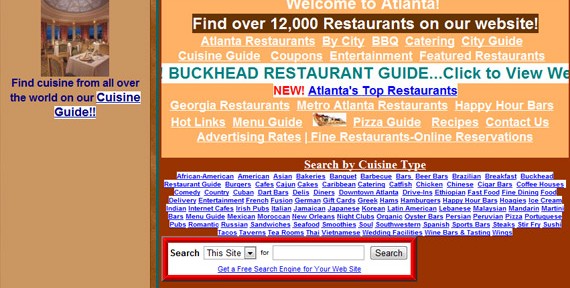 Welcome to Atlanta!
Find over 12,000 Restaurants on our website!
Atlanta Restaurants By City BBQ Catering City Guide
Cuisine Guide Coupons Entertainment Featured Restaurants
BUCKHEAD RESTAURANT GUIDE...Click to View We
NEW! Atlanta's Top Restaurants
Georgia Restaurants Metro Atlanta Restaurants Happy Hour Bars
Hot Links Menu Guide Pizza Guide Recipes Contact Us
Advertising Rates | Fine Restaurants-Online Reservations
Find cuisine from all over
the world on our Cuisine
Guide!!
Search by Cuisine Type
African-American American Asian Bakeries Banquet Barbecue Bars Beer Bars Brazilian Breakfast Buckhead
Restaurant Guide Burgers Cafes Cajun Cakes Caribbean Catering Catfish Chicken Chinese Cigar Bars Coffee Houses
Comedy Country Cuban Dart Bars Delis Diners Downtown Atlanta Drive-Ins Ethiopian Fast Food Fine Dining Food
Delivery Entertainment French Fusion German Gift Cards Greek Hams Hamburgers Happy Hour Bars Hoagies Ice Cream
Indian Internet Cafes Irish Pubs Italian Jamaican Japanese Korean Latin American Lebanese Malaysian Mandarin Martini
Bars Menu Guide Mexican Moroccan New Orleans Night Clubs Organic Oyster Bars Persian Peruvian Pizza Portuguese
Pubs Romantic Russian Sandwiches Seafood Smoothies Soul Southwestern Spanish Sports Bars Steaks Stir Fry Sushi
Tacos Taverns Tea Rooms Thai Vietnamese Wedding Facilities Wine Bars & Tasting Wings
Search This Site for Search
Get a Free Search Engine for Your Web Site